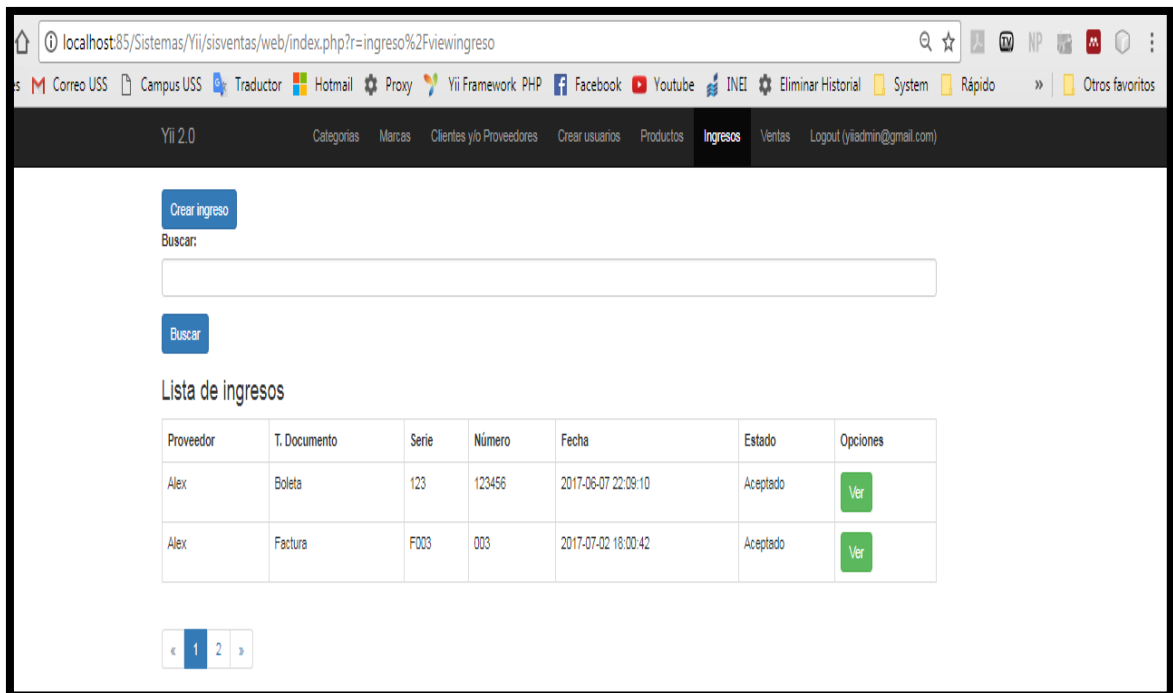 localhost:85/Sistemas/Yii/sisventas/web/index.php?r=ingreso%2Fviewingreso
TV NP
es Correo USS Campus USS Traductor Hotmail Proxy Yii Framework PHP Facebook Youtube INEI Eliminar Historial System Rápido » Otros favoritos
Yii 2.0 Categorias Marcas Clientes y/o Proveedores Crear usuarios Productos Ingresos Ventas Logout (yiiadmin@gmail.com)
Crear ingreso
Buscar:
Buscar
Lista de ingresos
Proveedor T. Documento Serie Número Fecha Estado Opciones
Alex Boleta 123 123456 2017-06-07 22:09:10 Aceptado Ver
Alex Factura F003 003 2017-07-02 18:00:42 Aceptado Ver
« 1 2 »